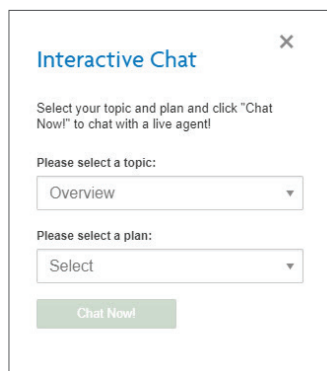 Interactive Chat
Select your topic and plan and click "Chat
Now!" to chat with a live agent!
Please select a topic:
Overview
Please select a plan:
Select
Chat Now!